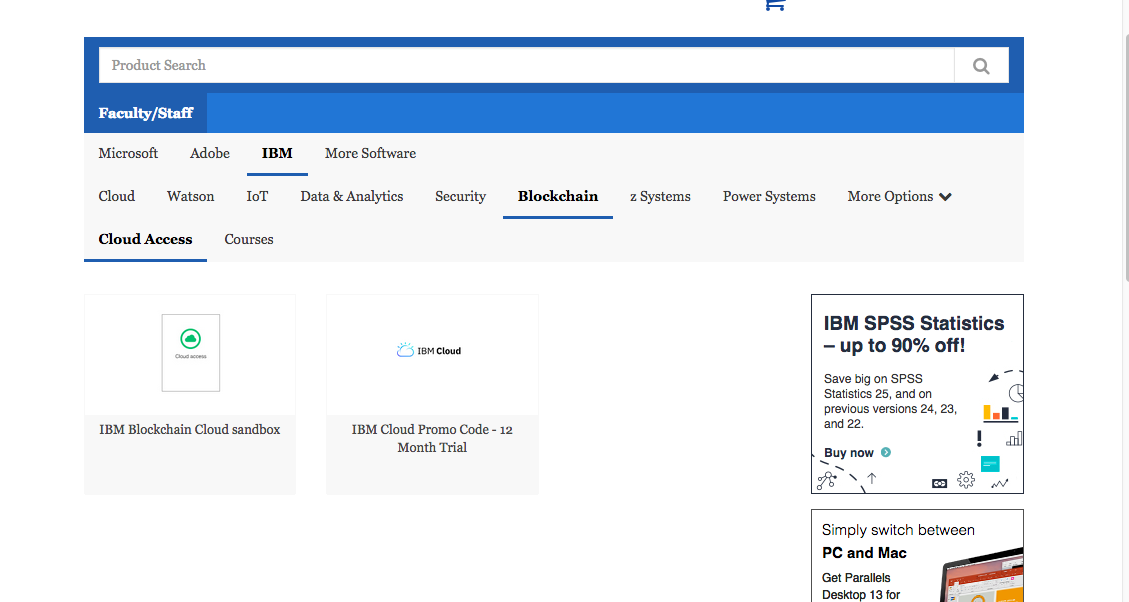 Product Search
Faculty/Staff
Microsoft Adobe IBM More Software
Cloud Watson IoT Data & Analytics Security Blockchain z Systems Power Systems More Options
Cloud Access Courses
Cloud access
IBM Blockchain Cloud sandbox
IBM Cloud
IBM Cloud Promo Code - 12
Month Trial
IBM SPSS Statistics
– up to 90% off!
Save big on SPSS
Statistics 25, and on
previous versions 24, 23,
and 22.
Buy now
Simply switch between
PC and Mac
Get Parallels
Desktop 13 for